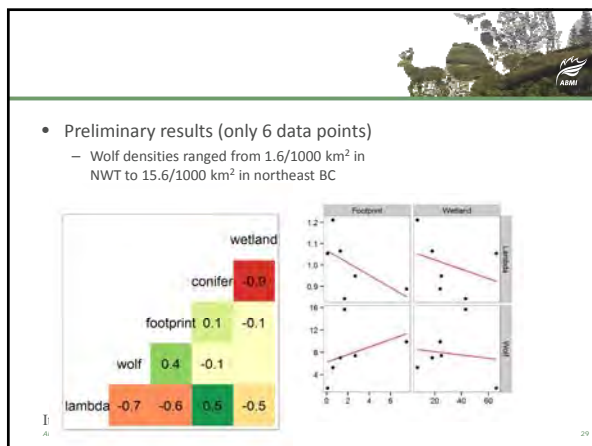 ABMI
• Preliminary results (only 6 data points)
– Wolf densities ranged from 1.6/1000 km² in
NWT to 15.6/1000 km² in northeast BC
wetland
conifer -0.9
footprint 0.1 -0.1
wolf 0.4 -0.1
lambda -0.7 -0.6 0.5 -0.5
Footprint Wetland
1.2
1.1
1.0
0.9
Lambda
16
12
8
4
Wolf
0 2 4 6 20 40 60
29